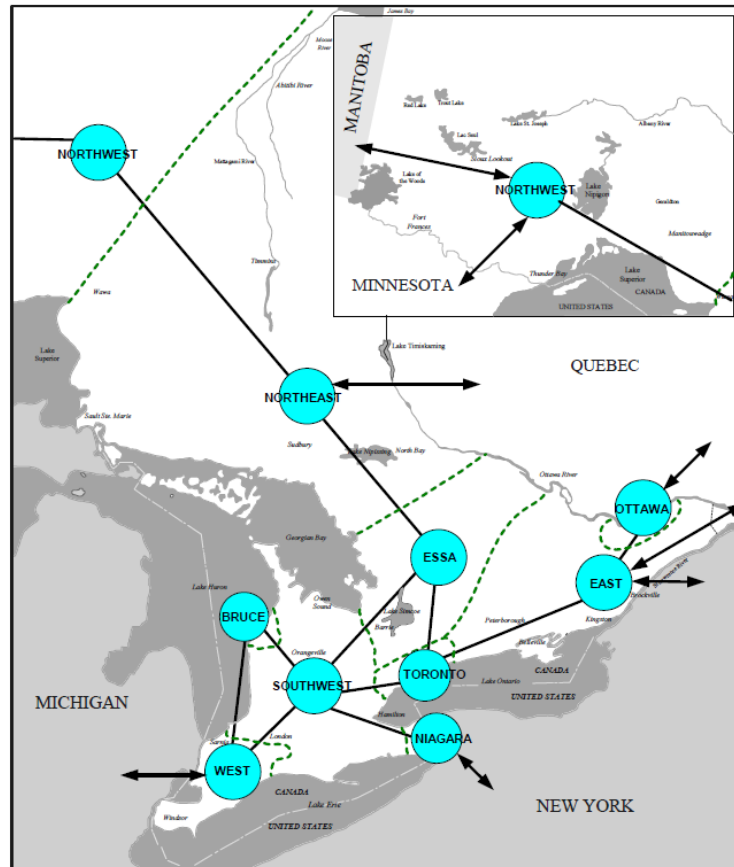 James Bay
Moose
River
Abitibi River
Mattagami River
NORTHWEST
Timmins
Wawa
Lake
Superior
Sault Ste. Marie
MANITOBA
Red Lake
Trout Lake
Lake St. Joseph
Albany River
Lac Seul
Sioux Lookout
Lake of
the Woods
NORTHWEST
Lake
Nipigon
Geraldton
Manitouwadge
Fort
Frances
MINNESOTA
Thunder Bay
Lake
Superior
CANADA
UNITED STATES
Lake Timiskaming
QUEBEC
NORTHEAST
Sudbury
Lake Nipissing
North Bay
Ottawa River
OTTAWA
Georgian Bay
ESSA
EAST
Brockville
Kingston
Lake Huron
Owen
Sound
Lake Simcoe
Barrie
Peterborough
Belleville
BRUCE
Orangeville
TORONTO
CANADA
Lake Ontario
UNITED STATES
SOUTHWEST
MICHIGAN
Hamilton
NIAGARA
London
Sarnia
WEST
CANADA
NEW YORK
Lake Erie
Windsor
UNITED STATES